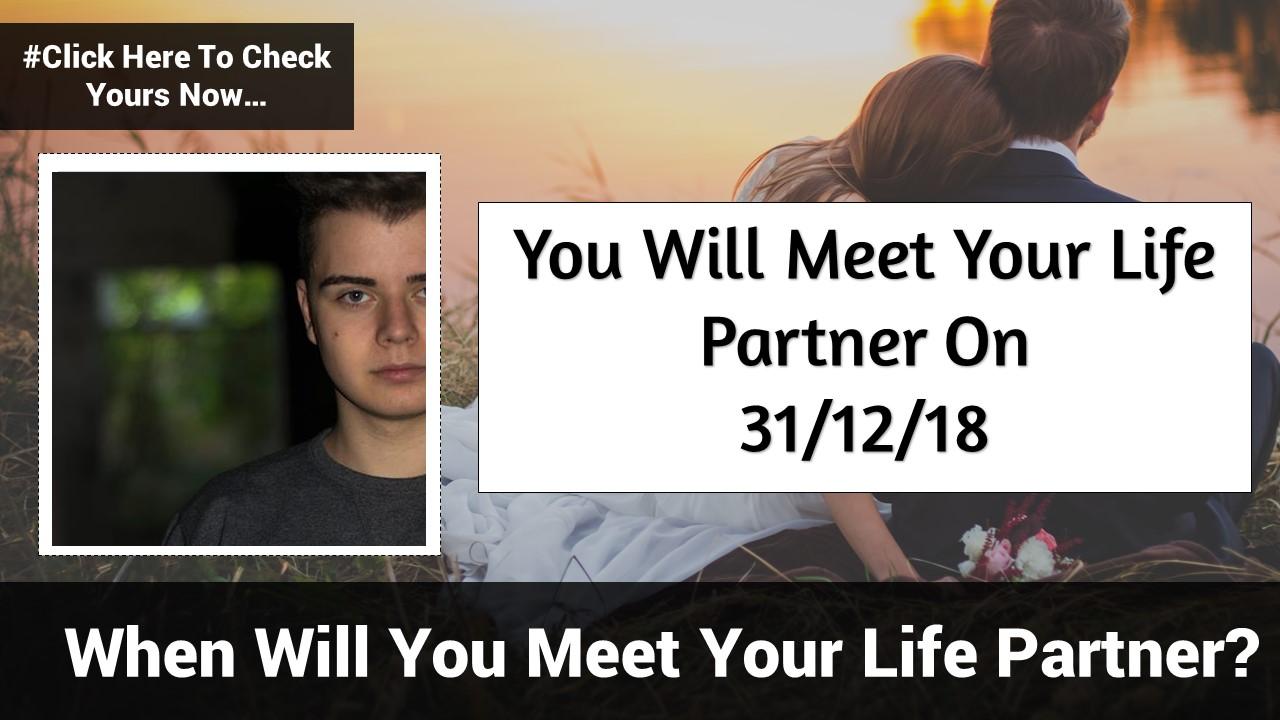 #Click Here To Check
Yours Now...
You Will Meet Your Life
Partner On
31/12/18
When Will You Meet Your Life Partner?